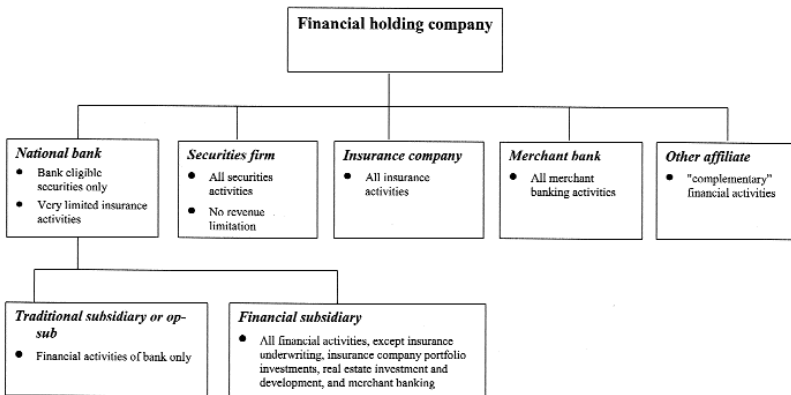 Financial holding company
National bank
● Bank eligible
securities only
● Very limited insurance
activities
Securities firm
● All securities
activities
● No revenue
limitation
Insurance company
● All insurance
activities
Merchant bank
● All merchant
banking activities
Other affiliate
● "complementary"
financial activities
Traditional subsidiary or op-
sub
● Financial activities of bank only
Financial subsidiary
● All financial activities, except insurance
underwriting, insurance company portfolio
investments, real estate investment and
development, and merchant banking